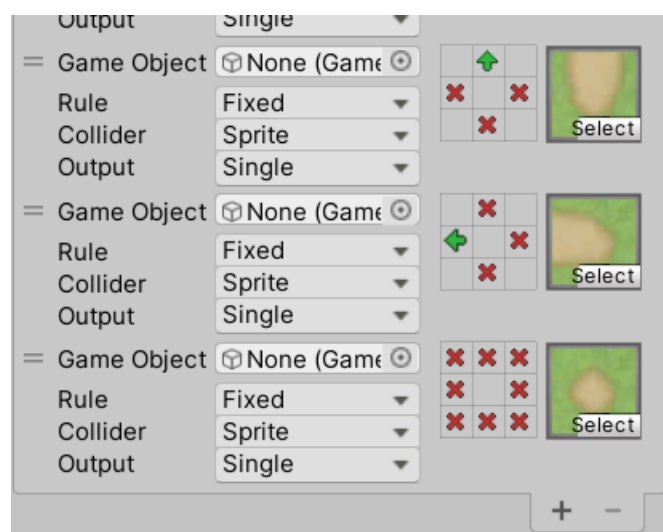 Output Single
Game Object None (Game
Rule Fixed
Collider Sprite
Output Single
Select
Game Object None (Game
Rule Fixed
Collider Sprite
Output Single
Select
Game Object None (Game
Rule Fixed
Collider Sprite
Output Single
Select